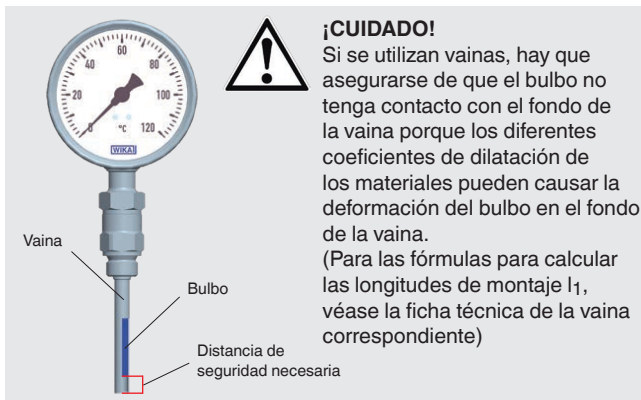 ¡CUIDADO!
Si se utilizan vainas, hay que
asegurarse de que el bulbo no
tenga contacto con el fondo de
la vaina porque los diferentes
coeficientes de dilatación de
los materiales pueden causar la
deformación del bulbo en el fondo
de la vaina.
(Para las fórmulas para calcular
las longitudes de montaje l1,
véase la ficha técnica de la vaina
correspondiente)
0 20 40 60 80 100 120
°C
WIKA
Vaina
Bulbo
Distancia de
seguridad necesaria